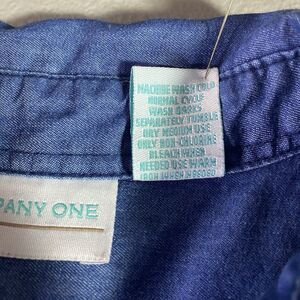 MACHINE WASH COLD
NORMAL CYCLE
WASH DARKS
SEPARATELY TUMBLE
DRY MEDIUM USE
ONLY NON-CHLORINE
BLEACH WHEN
NEEDED USE WARM
IRON WHEN NEEDED
PANY ONE